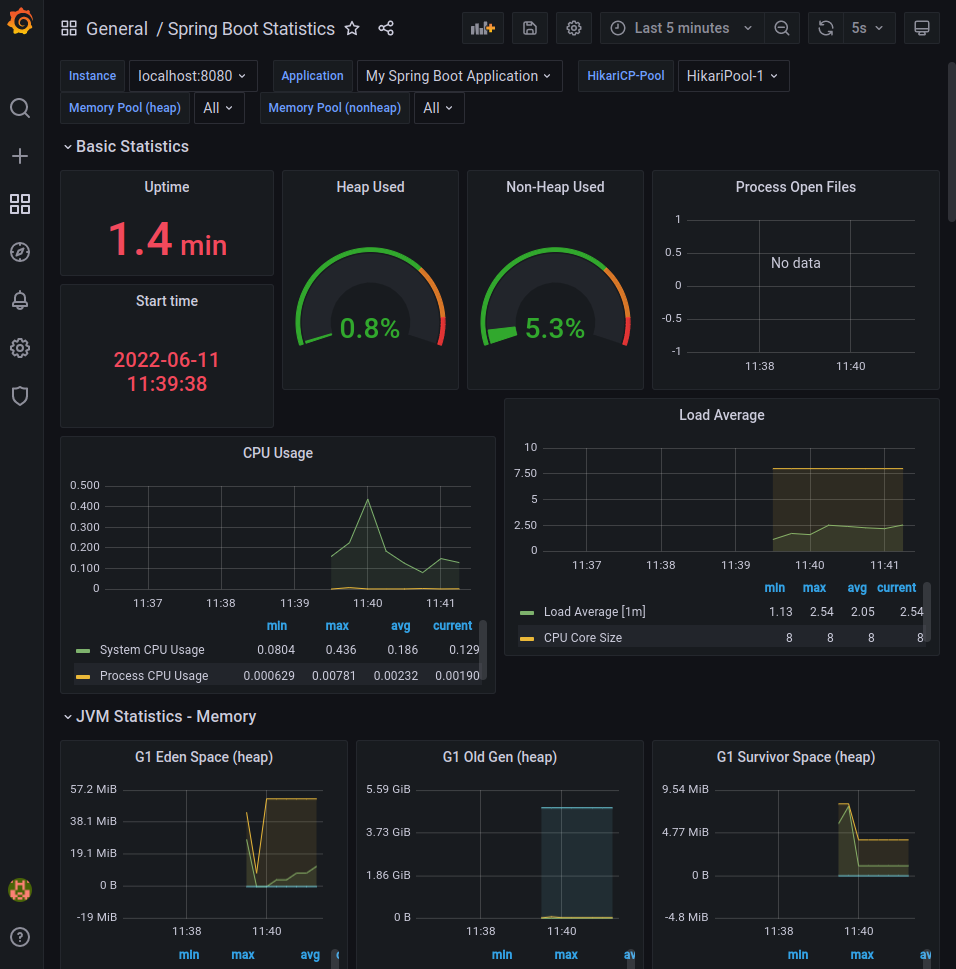 General / Spring Boot Statistics
Last 5 minutes
5s
Instance localhost:8080 Application My Spring Boot Application HikariCP-Pool HikariPool-1
Memory Pool (heap) All Memory Pool (nonheap) All
Basic Statistics
Uptime
1.4 min
Start time
2022-06-11
11:39:38
Heap Used
0.8%
Non-Heap Used
5.3%
Process Open Files
1
0.5
0
-0.5
-1
No data
11:38 11:40
CPU Usage
0.500
0.400
0.300
0.200
0.100
0
11:37 11:38 11:39 11:40 11:41
min max avg current
System CPU Usage 0.0804 0.436 0.186 0.129
Process CPU Usage 0.000629 0.00781 0.00232 0.00190
Load Average
10
7.50
5
2.50
0
11:37 11:38 11:39 11:40 11:41
min max avg current
Load Average [1m] 1.13 2.54 2.05 2.54
CPU Core Size 8 8 8 8
JVM Statistics - Memory
G1 Eden Space (heap)
57.2 MiB
38.1 MiB
19.1 MiB
0 B
-19 MiB
11:38 11:40
min max avg
G1 Old Gen (heap)
5.59 GiB
3.73 GiB
1.86 GiB
0 B
11:38 11:40
min max
G1 Survivor Space (heap)
9.54 MiB
4.77 MiB
0 B
-4.8 MiB
11:38 11:40
min max